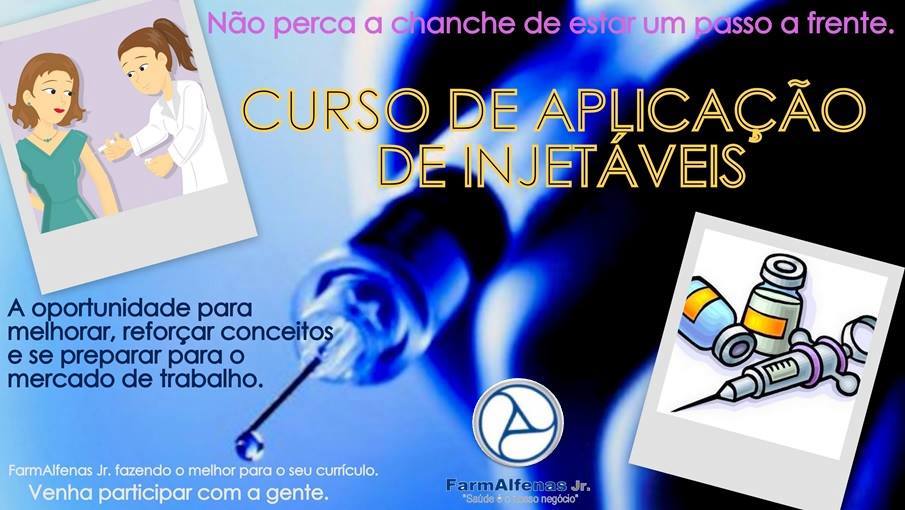 Não perca a chanche de estar um passo a frente.
CURSO DE APLICAÇÃO
DE INJETÁVEIS
A oportunidade para
melhorar, reforçar conceitos
e se preparar para o
mercado de trabalho.
FarmAlfenas Jr. fazendo o melhor para o seu currículo.
Venha participar com a gente.
FarmAlfenas Jr.
"Saúde é o nosso negócio"